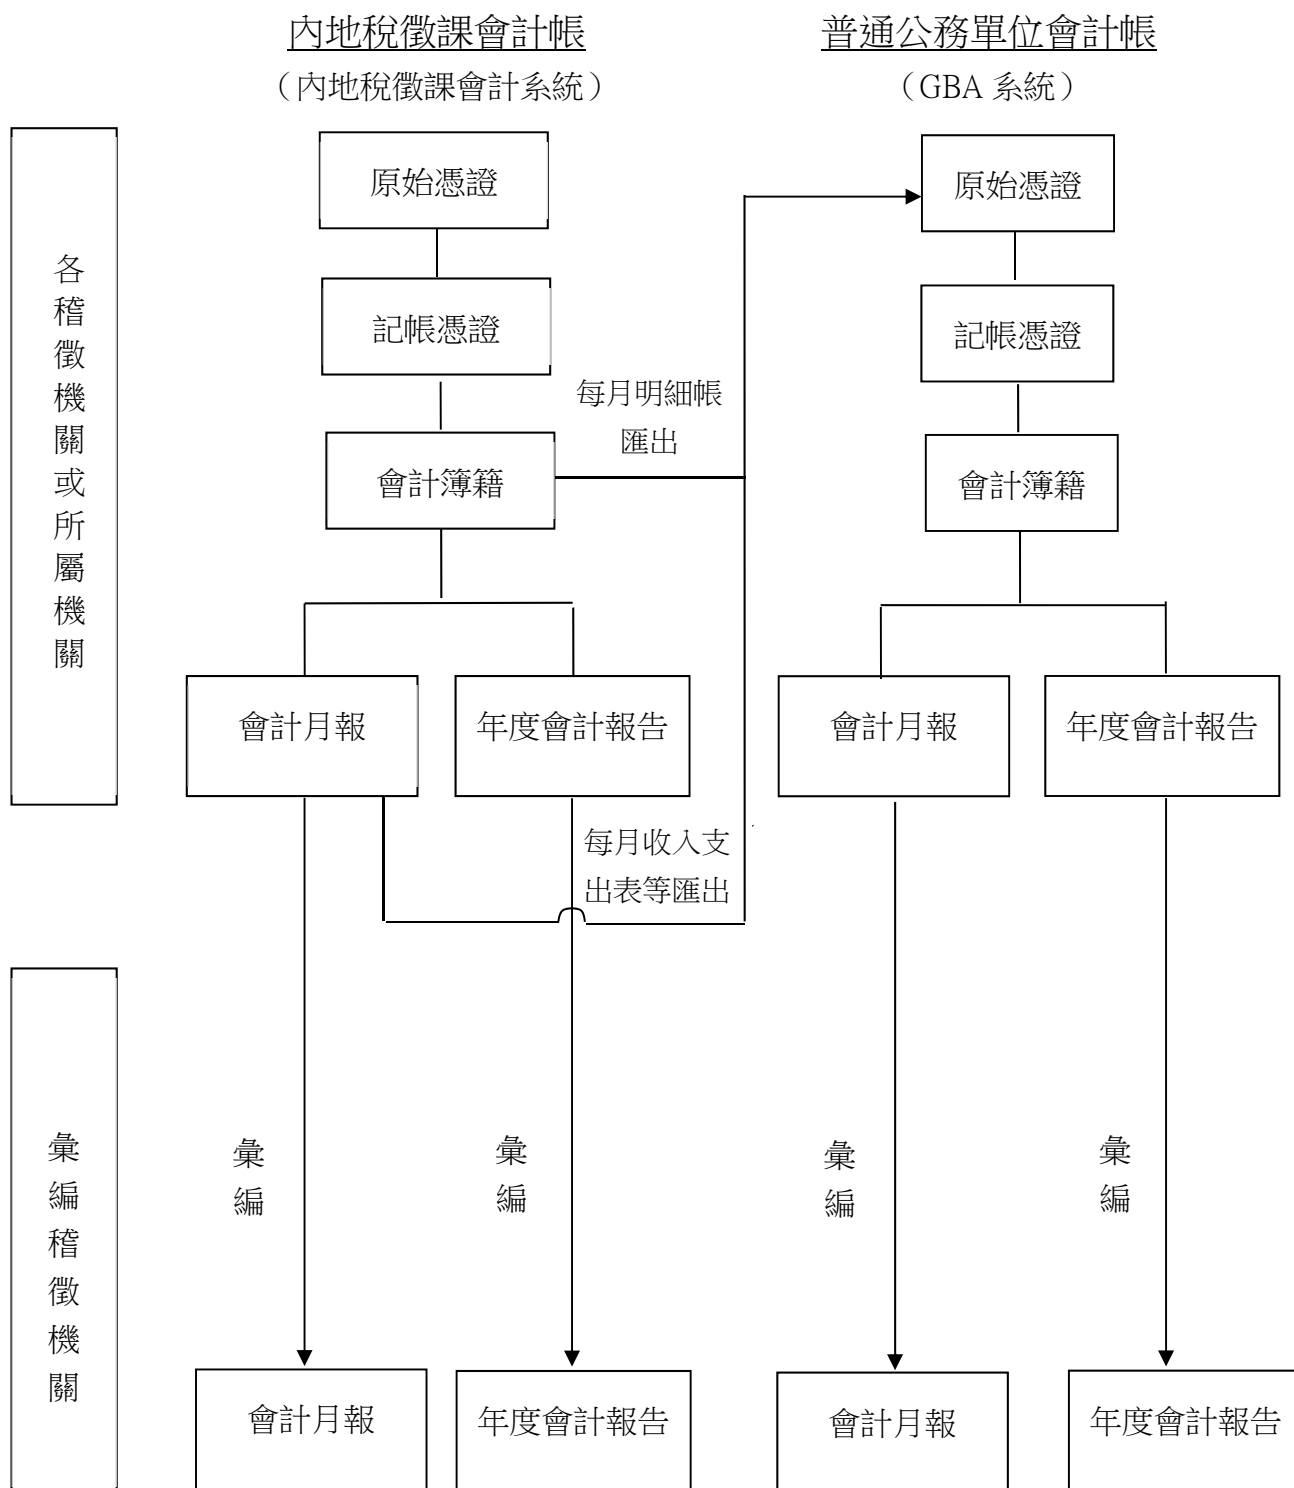 內地稅徵課會計帳
普通公務單位會計帳
（內地稅徵課會計系統）
（GBA 系統）
原始憑證
原始憑證
各稽徵機關或所屬機關
記帳憑證
記帳憑證
每月明細帳
匯出
會計簿籍
會計簿籍
會計月報
年度會計報告
會計月報
年度會計報告
每月收入支
出表等匯出
彙編稽徵機關
彙編
彙編
彙編
彙編
會計月報
年度會計報告
會計月報
年度會計報告